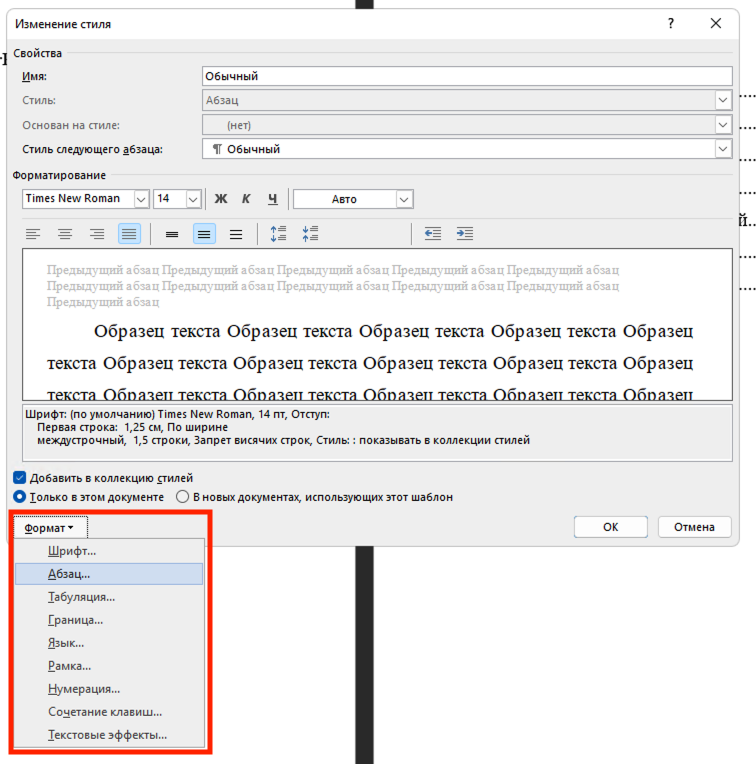 Изменение стиля
?
Свойства
Имя: Обычный
Стиль: Абзац
Основан на стиле: (нет)
Стиль следующего абзаца: ¶ Обычный
Форматирование
Times New Roman 14 Ж К Ч Авто
Предыдущий абзац Предыдущий абзац Предыдущий абзац Предыдущий абзац Предыдущий абзац
Предыдущий абзац Предыдущий абзац Предыдущий абзац Предыдущий абзац Предыдущий абзац
Предыдущий абзац
Образец текста Образец текста Образец текста Образец текста Образец
текста Образец текста Образец текста Образец текста Образец текста
текста Образец текста Образец текста Образец текста Образец
Шрифт: (по умолчанию) Times New Roman, 14 пт, Отступ:
Первая строка: 1,25 см, По ширине
междустрочный, 1,5 строки, Запрет висячих строк, Стиль: : показывать в коллекции стилей
Добавить в коллекцию стилей
Только в этом документе В новых документах, использующих этот шаблон
Формат ОК Отмена
Шрифт...
Абзац...
Табуляция...
Граница...
Язык...
Рамка...
Нумерация...
Сочетание клавиш...
Текстовые эффекты...